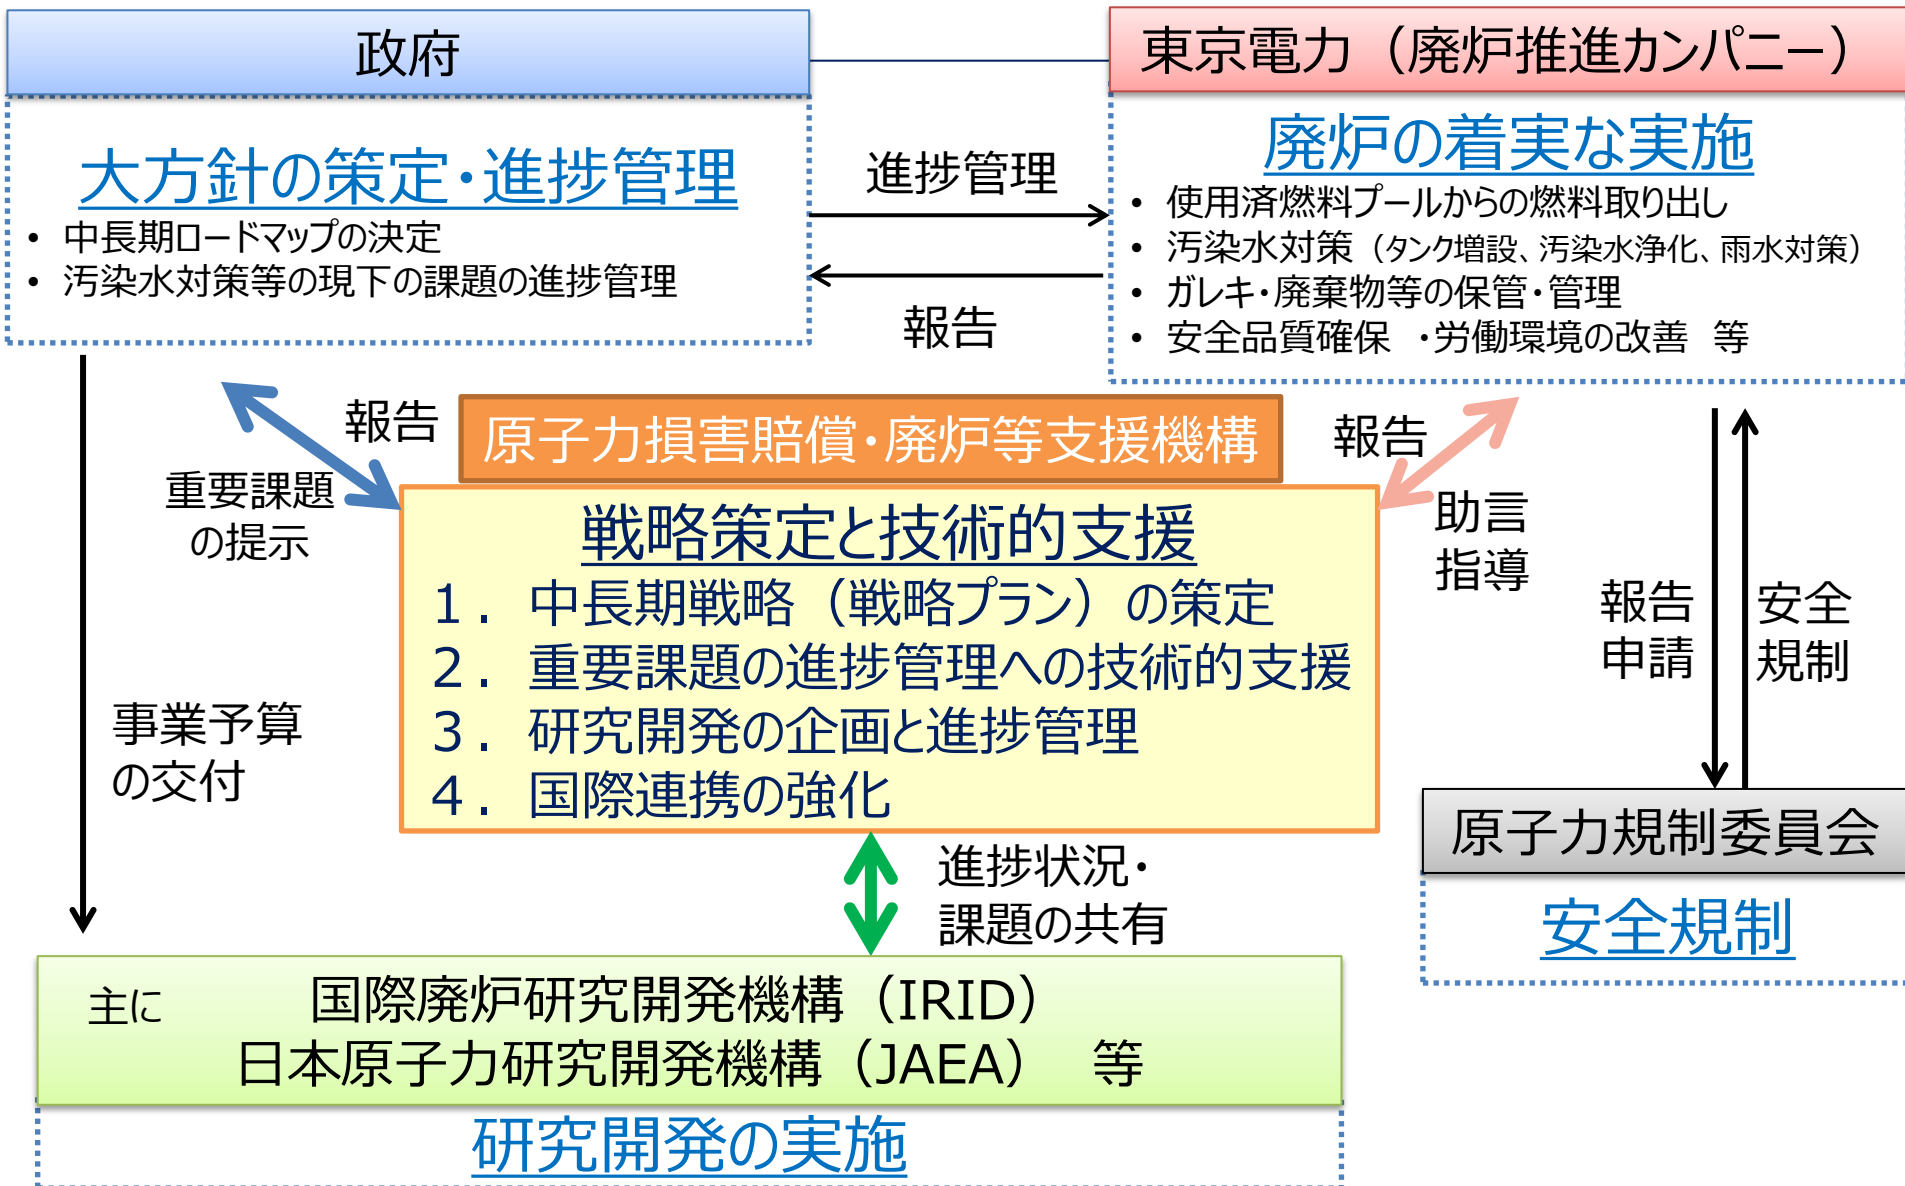 政府
東京電力（廃炉推進カンパニー）
大方針の策定・進捗管理
• 中長期ロードマップの決定
• 汚染水対策等の現下の課題の進捗管理
進捗管理
報告
廃炉の着実な実施
• 使用済燃料プールからの燃料取り出し
• 汚染水対策（タンク増設、汚染水浄化、雨水対策）
• ガレキ・廃棄物等の保管・管理
• 安全品質確保　・労働環境の改善　等
報告
重要課題
の提示
原子力損害賠償・廃炉等支援機構
報告
助言
指導
戦略策定と技術的支援
１．中長期戦略（戦略プラン）の策定
２．重要課題の進捗管理への技術的支援
３．研究開発の企画と進捗管理
４．国際連携の強化
報告
申請
安全
規制
事業予算
の交付
原子力規制委員会
安全規制
進捗状況・
課題の共有
主に　国際廃炉研究開発機構（IRID）
日本原子力研究開発機構（JAEA）　等
研究開発の実施